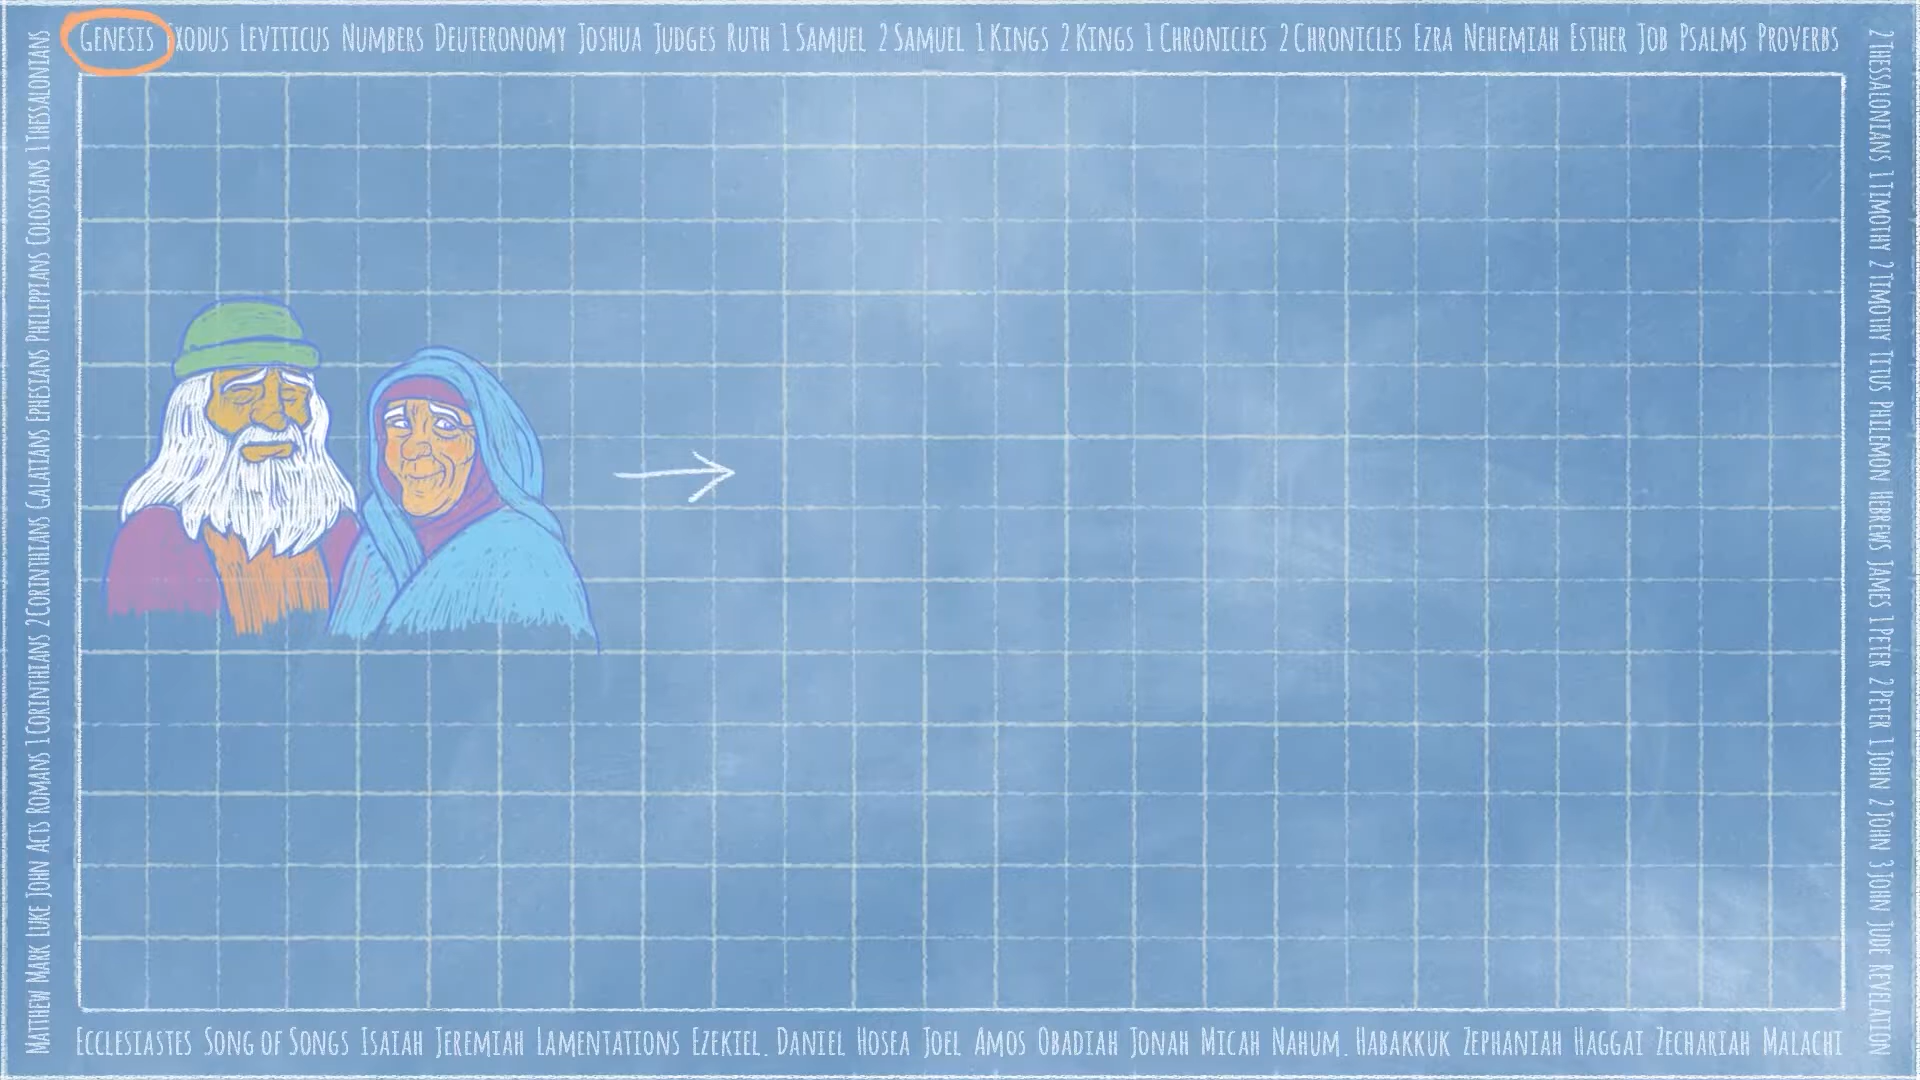 Genesis Exodus Leviticus Numbers Deuteronomy Joshua Judges Ruth 1 Samuel 2 Samuel 1 Kings 2 Kings 1 Chronicles 2 Chronicles Ezra Nehemiah Esther Job Psalms Proverbs
Ecclesiastes Song of Songs Isaiah Jeremiah Lamentations Ezekiel. Daniel Hosea Joel Amos Obadiah Jonah Micah Nahum. Habakkuk Zephaniah Haggai Zechariah Malachi
Matthew Mark Luke John Acts Romans 1 Corinthians 2 Corinthians Galatians Ephesians Philippians Colossians 1 Thessalonians
2 Thessalonians 1 Timothy 2 Timothy Titus Philemon Hebrews James 1 Peter 2 Peter 1 John 2 John 3 John Jude Revelation